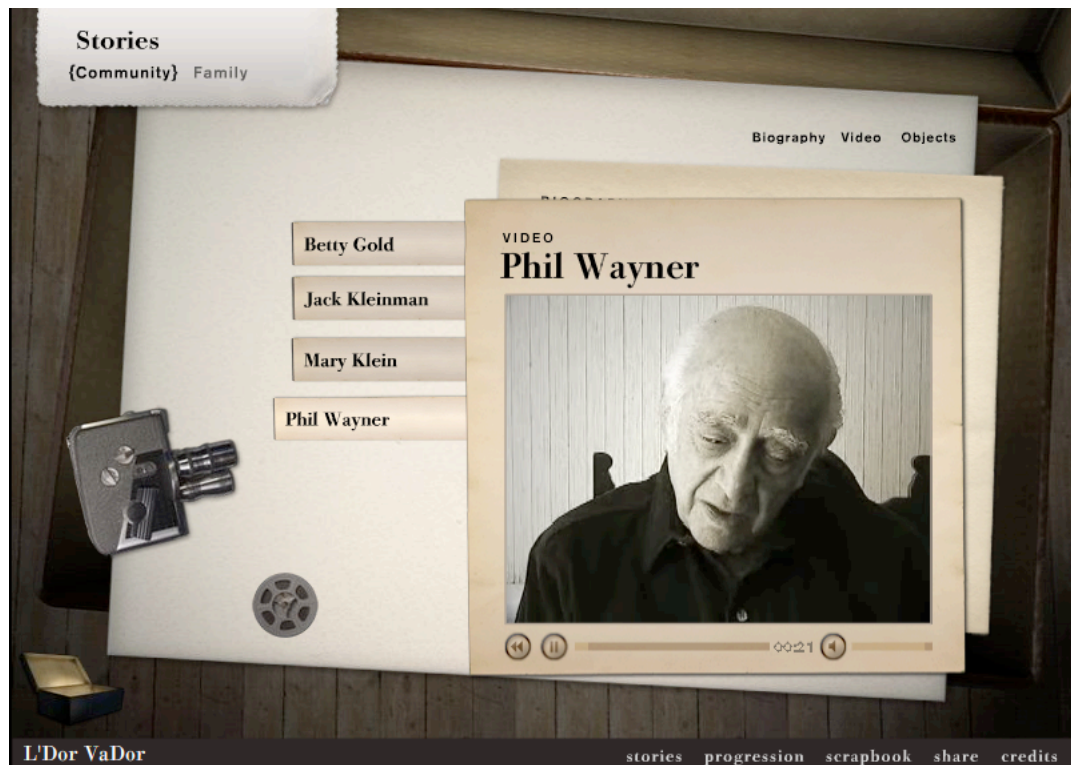 Stories
{Community} Family
Biography Video Objects
BIOGRAPHY
VIDEO
Phil Wayner
Betty Gold
Jack Kleinman
Mary Klein
Phil Wayner
00:21
L'Dor VaDor
stories progression scrapbook share credits